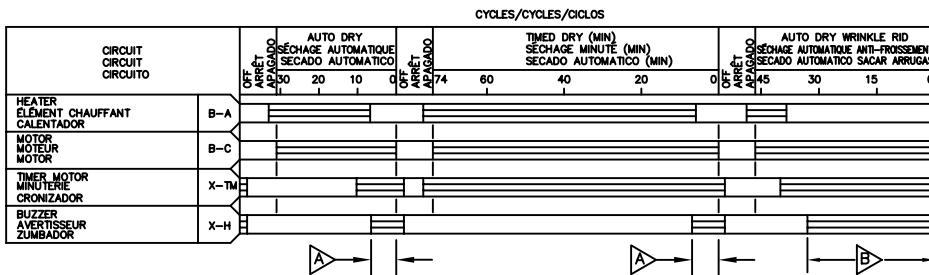 CYCLES/CYCLES/CICLOS
CIRCUIT
CIRCUIT
CIRCUITO
OFF
ARRÊT
APAGADO
AUTO DRY
SÉCHAGE AUTOMATIQUE
SECADO AUTOMATICO
30 20 10 0
OFF
ARRÊT
APAGADO
TIMED DRY (MIN)
SÉCHAGE MINUTÉ (MIN)
SECADO AUTOMATICO (MIN)
74 60 40 20 0
OFF
ARRÊT
APAGADO
AUTO DRY WRINKLE RID
SÉCHAGE AUTOMATIQUE ANTI-FROISSEMENT
SECADO AUTOMATICO SACAR ARRUGAS
45 30 15 0
HEATER
ÉLÉMENT CHAUFFANT
CALENTADOR
B-A
MOTOR
MOTEUR
MOTOR
B-C
TIMER MOTOR
MINUTERIE
CRONIZADOR
X-TM
BUZZER
AVERTISSEUR
ZUMBADOR
X-H
A A B